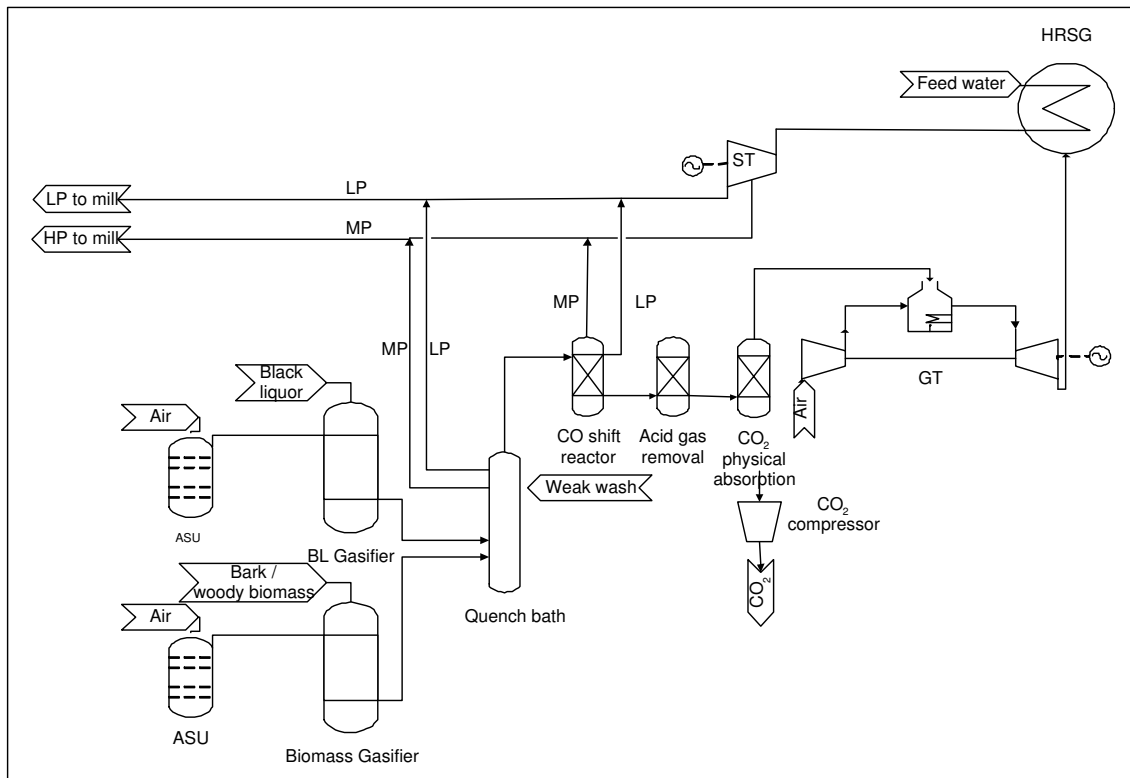 HRSG
Feed water
ST
LP
LP to mill
MP
HP to mill
MP
LP
MP
LP
GT
Black
liquor
Air
Air
CO shift
reactor
Acid gas
removal
CO₂
physical
absorption
Weak wash
CO₂
compressor
ASU
BL Gasifier
Bark /
woody biomass
Air
CO₂
Quench bath
ASU
Biomass Gasifier